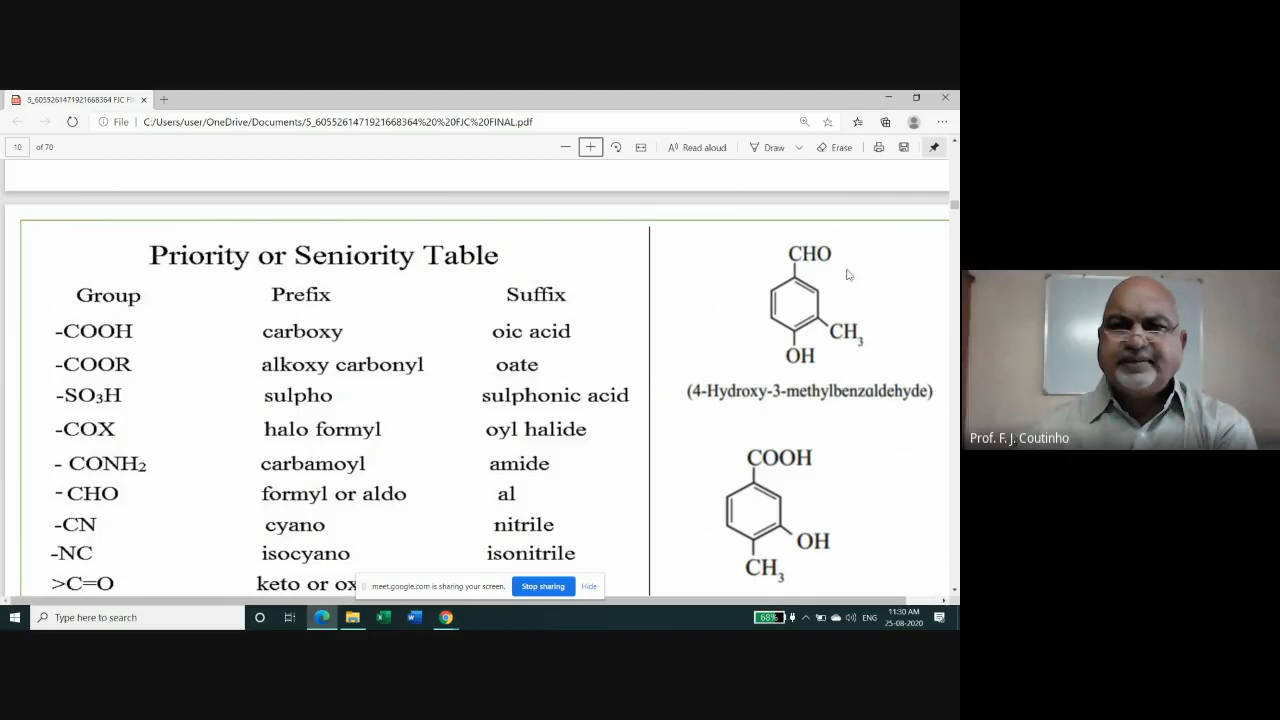 5_6055261471921668364 FJC FI
File
C:/Users/user/OneDrive/Documents/5_6055261471921668364%20%20FJC%20FINAL.pdf
10 of 70
Read aloud
Draw
Erase
Priority or Seniority Table
Group Prefix Suffix
-COOH carboxy oic acid
-COOR alkoxy carbonyl oate
-SO₃H sulpho sulphonic acid
-COX halo formyl oyl halide
- CONH₂ carbamoyl amide
- CHO formyl or aldo al
-CN cyano nitrile
-NC isocyano isonitrile
>C=O keto or ox
CHO
CH₃
OH
(4-Hydroxy-3-methylbenzaldehyde)
COOH
OH
CH₃
Prof. F. J. Coutinho
meet.google.com is sharing your screen. Stop sharing Hide
Type here to search
68%
ENG
11:30 AM
25-08-2020